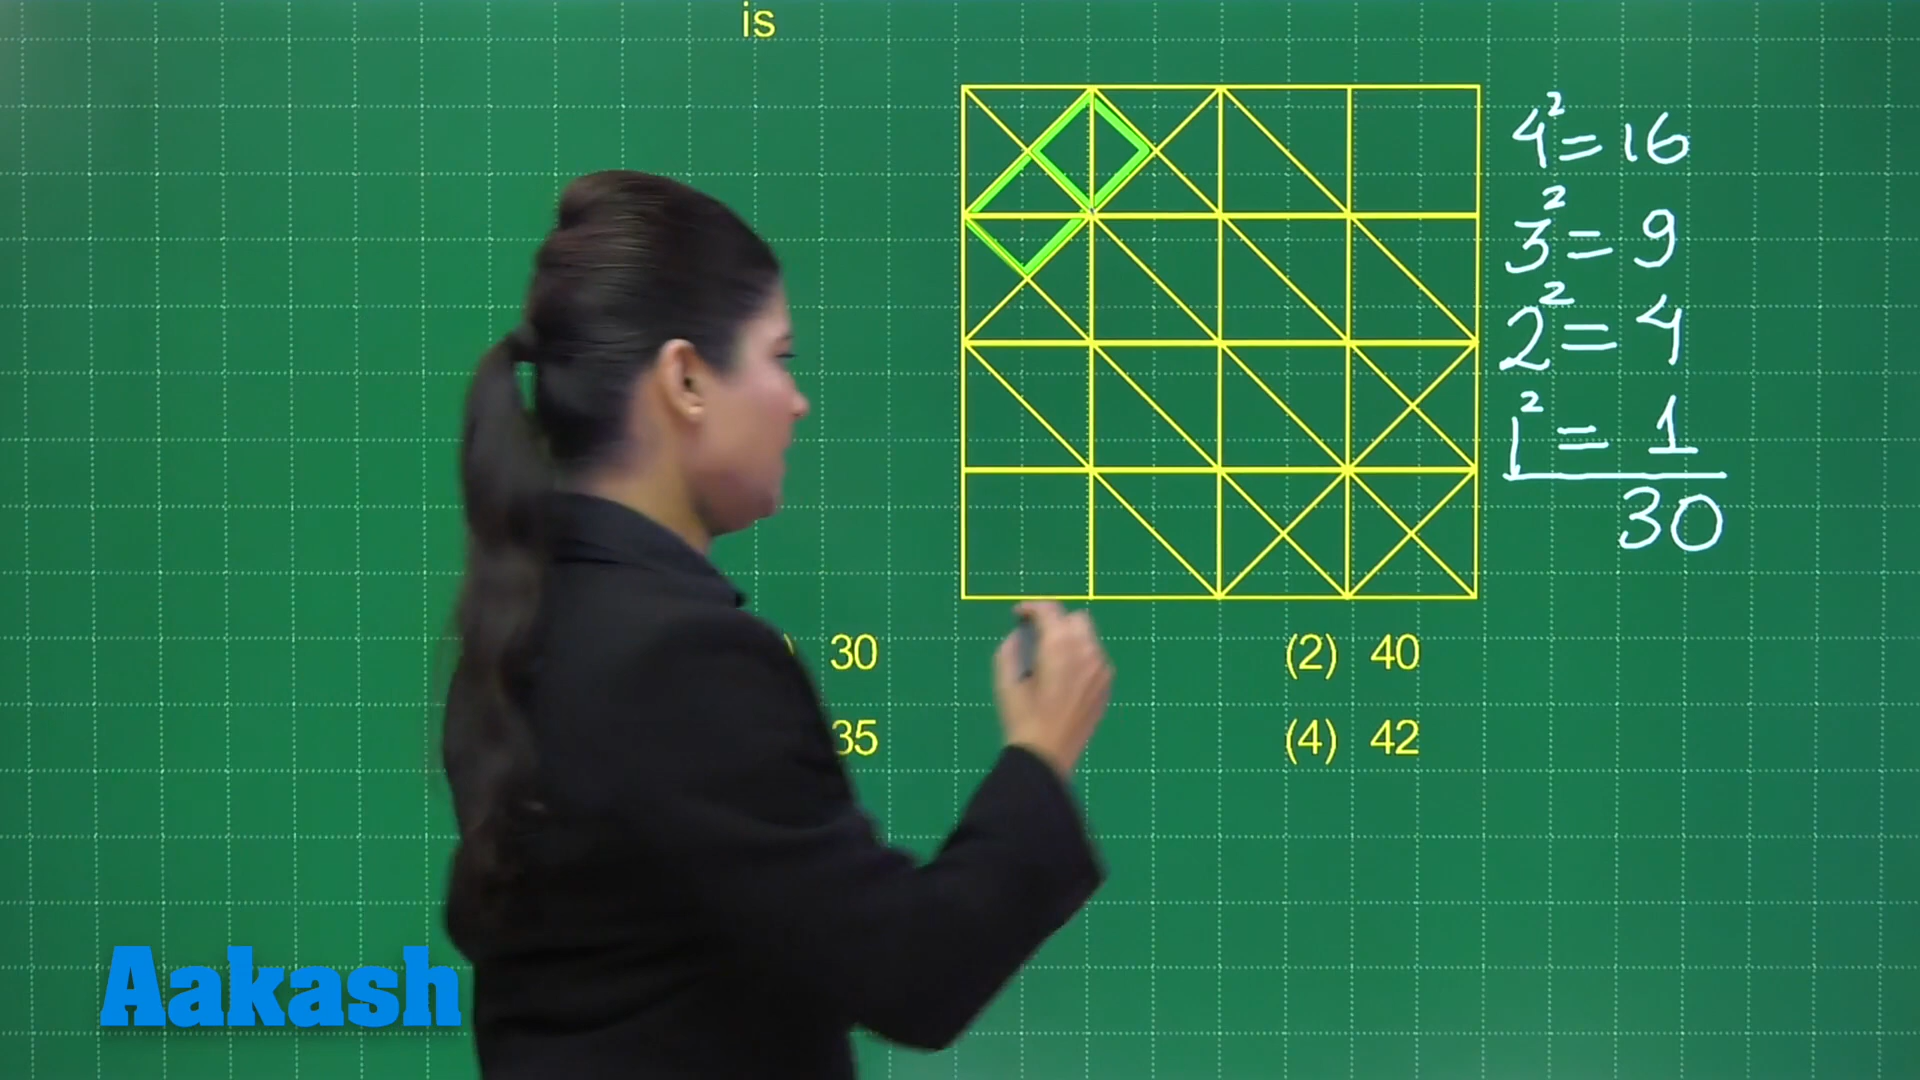 is
4² = 16
3² = 9
2² = 4
1² = 1
30
) 30
(2) 40
35
(4) 42
Aakash